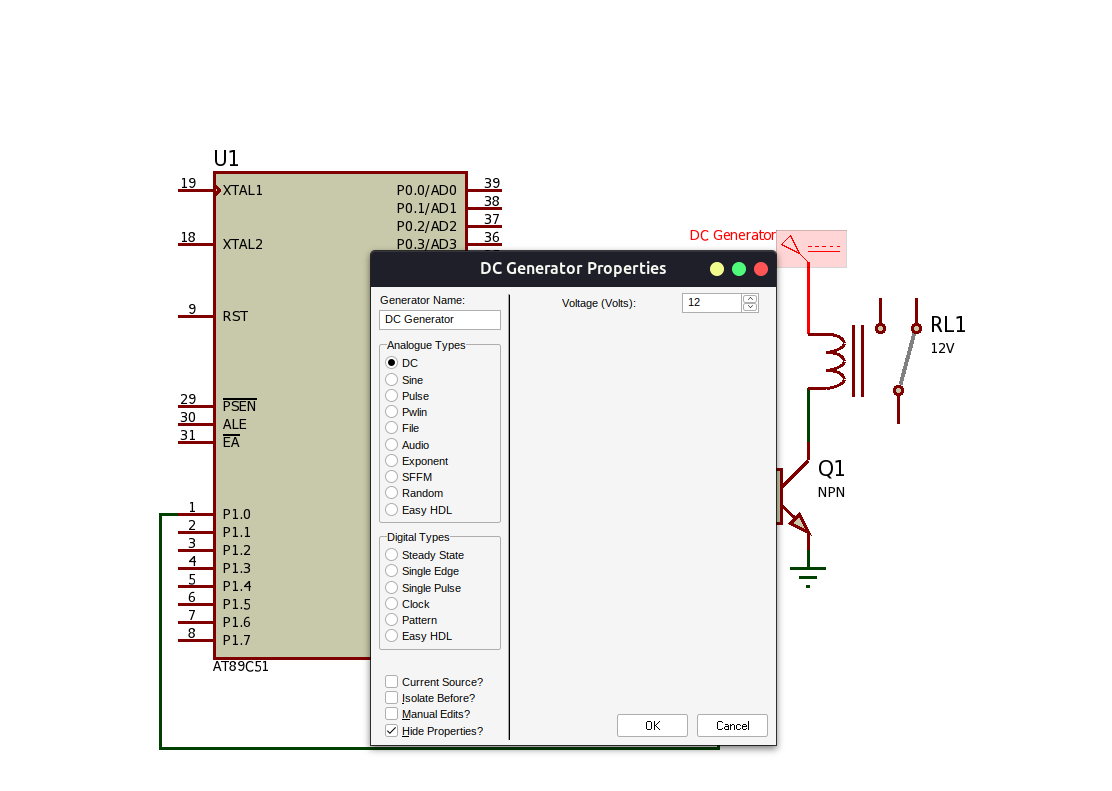 U1
19
XTAL1
18
XTAL2
9
RST
29
PSEN
30
ALE
31
EA
1
P1.0
2
P1.1
3
P1.2
4
P1.3
5
P1.4
6
P1.5
7
P1.6
8
P1.7
AT89C51
P0.0/AD0
39
P0.1/AD1
38
P0.2/AD2
37
P0.3/AD3
36
DC Generator
DC Generator Properties
Generator Name:
DC Generator
Analogue Types
DC
Sine
Pulse
Pwlin
File
Audio
Exponent
SFFM
Random
Easy HDL
Digital Types
Steady State
Single Edge
Single Pulse
Clock
Pattern
Easy HDL
Current Source?
Isolate Before?
Manual Edits?
Hide Properties?
Voltage (Volts):
12
OK
Cancel
RL1
12V
Q1
NPN